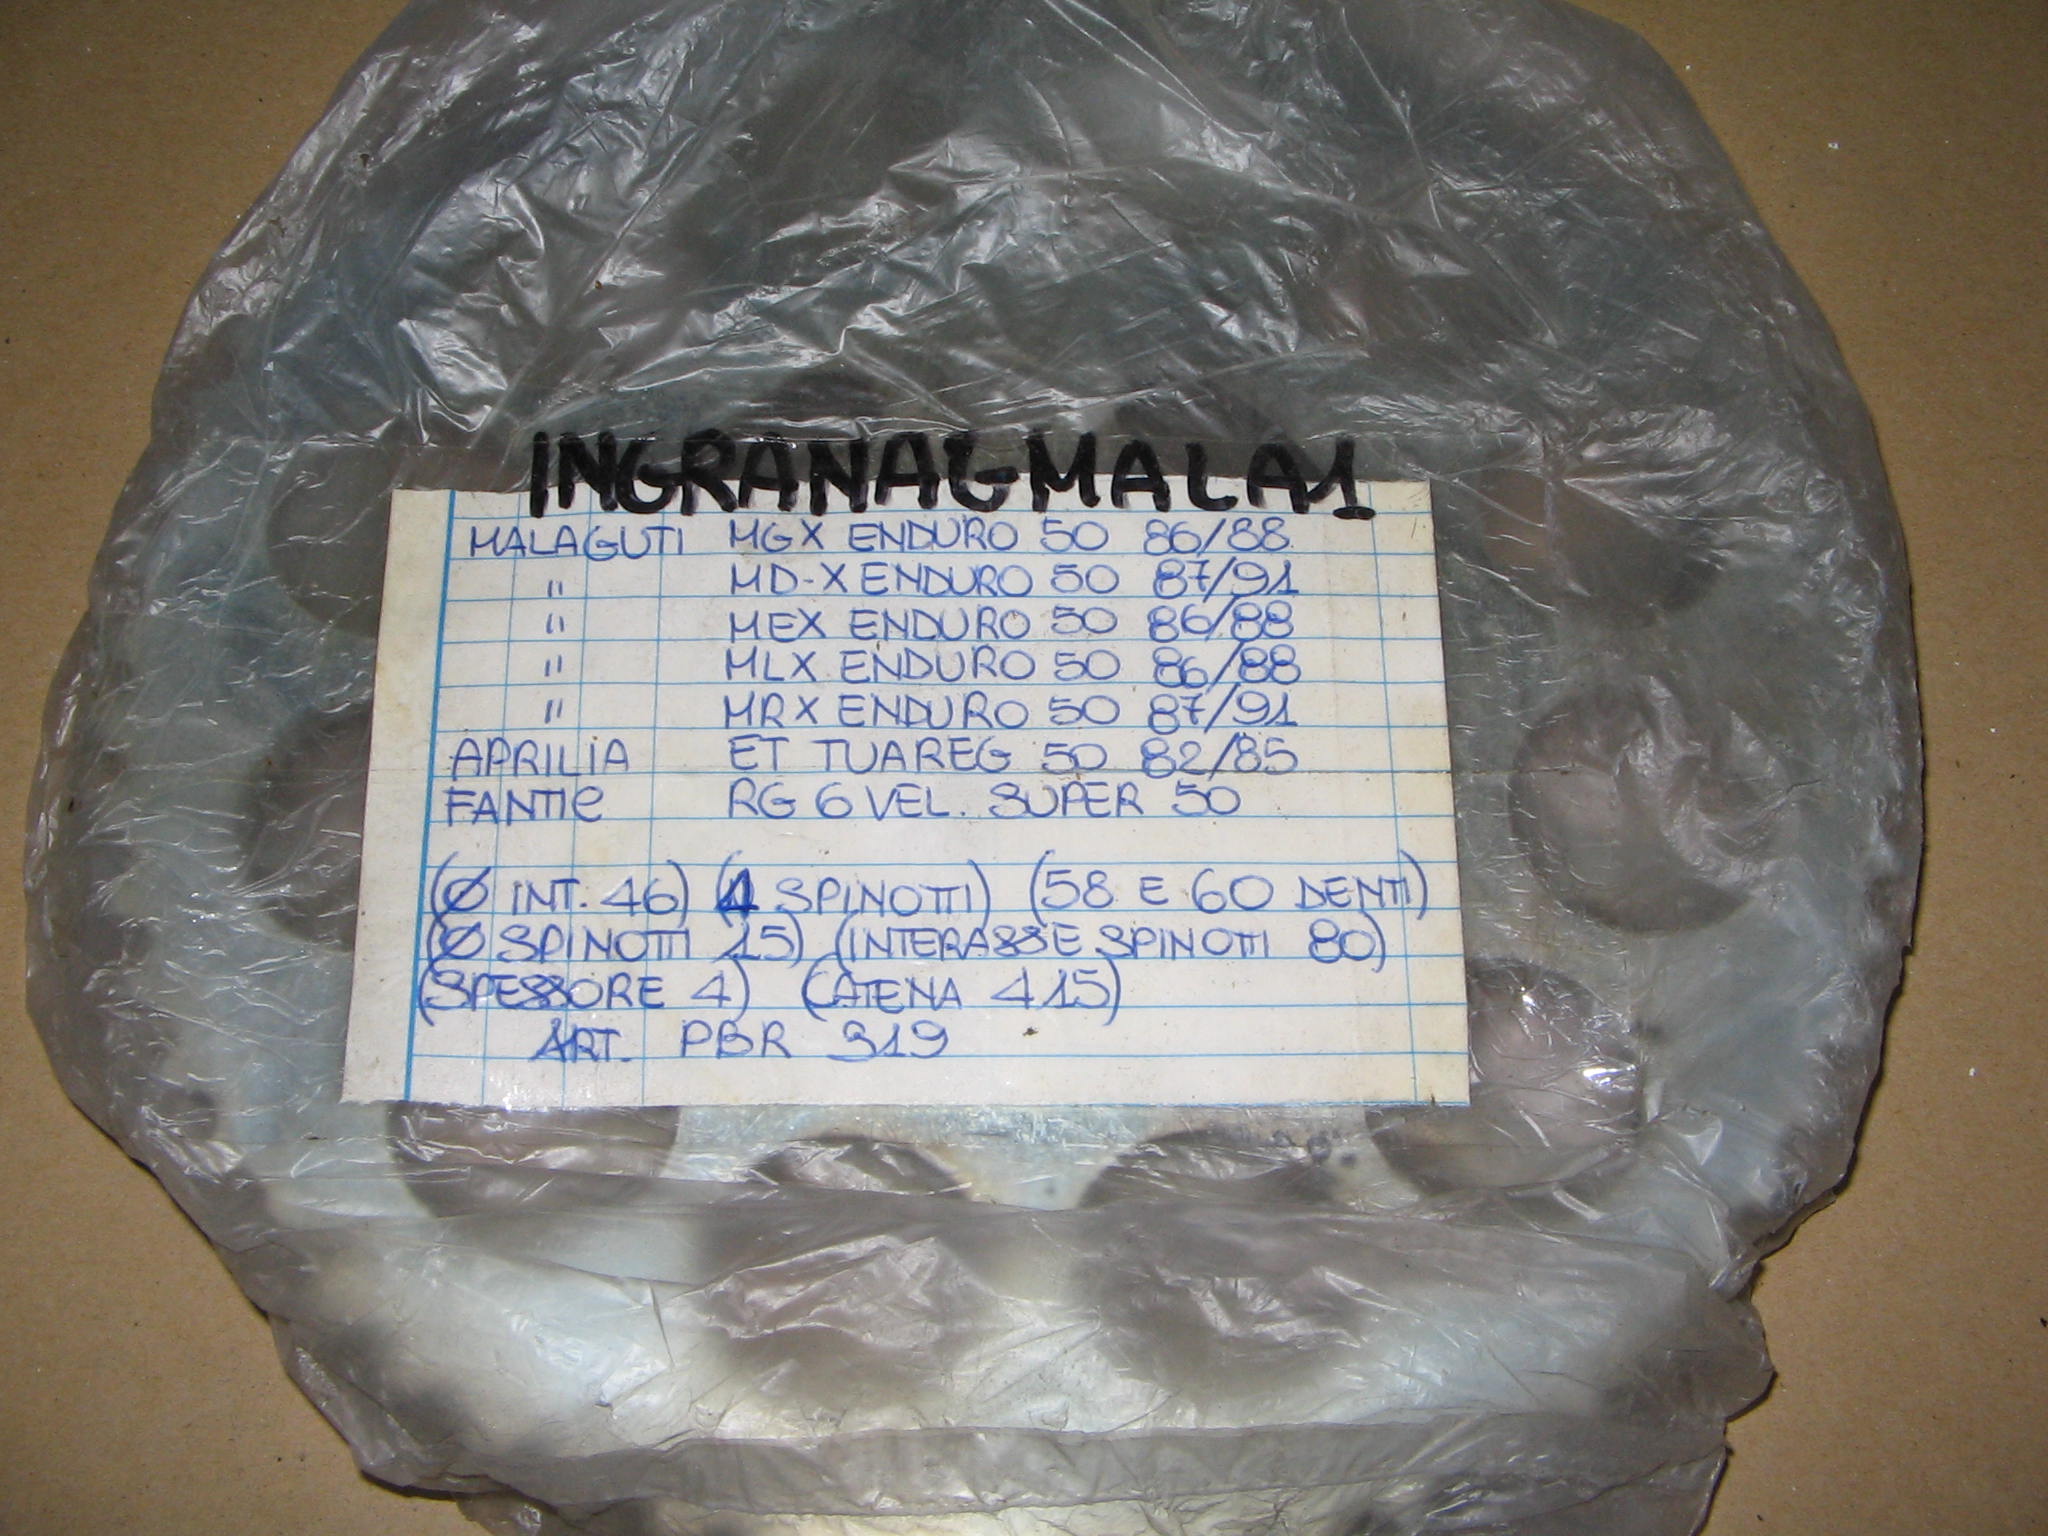 INGRANAGMALA1
MALAGUTI MGX ENDURO 50 86/88
" MD-X ENDURO 50 87/91
" MEX ENDURO 50 86/88
" MLX ENDURO 50 86/88
" MRX ENDURO 50 87/91
APRILIA ET TUAREG 50 82/85
FANTIC RG 6 VEL. SUPER 50
(Ø INT. 46) (4 SPINOTTI) (58 E 60 DENTI)
(Ø SPINOTTI 15) (INTERASSE SPINOTTI 80)
(SPESSORE 4) (CATENA 415)
ART. PBR 319